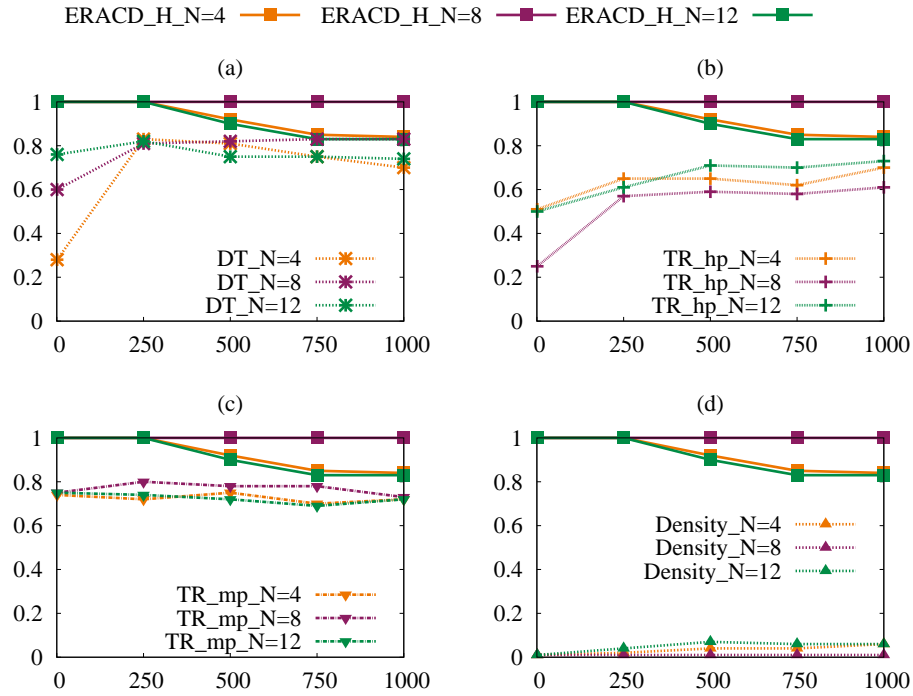 ERACD_H_N=4 ERACD_H_N=8 ERACD_H_N=12
(a) (b)
1 1
0.8 0.8
0.6 0.6
0.4 0.4
0.2 0.2
0 0
DT_N=4 TR_hp_N=4
DT_N=8 TR_hp_N=8
DT_N=12 TR_hp_N=12
0 250 500 750 1000 0 250 500 750 1000
(c) (d)
1 1
0.8 0.8
0.6 0.6
0.4 0.4
0.2 0.2
0 0
TR_mp_N=4 Density_N=4
TR_mp_N=8 Density_N=8
TR_mp_N=12 Density_N=12
0 250 500 750 1000 0 250 500 750 1000